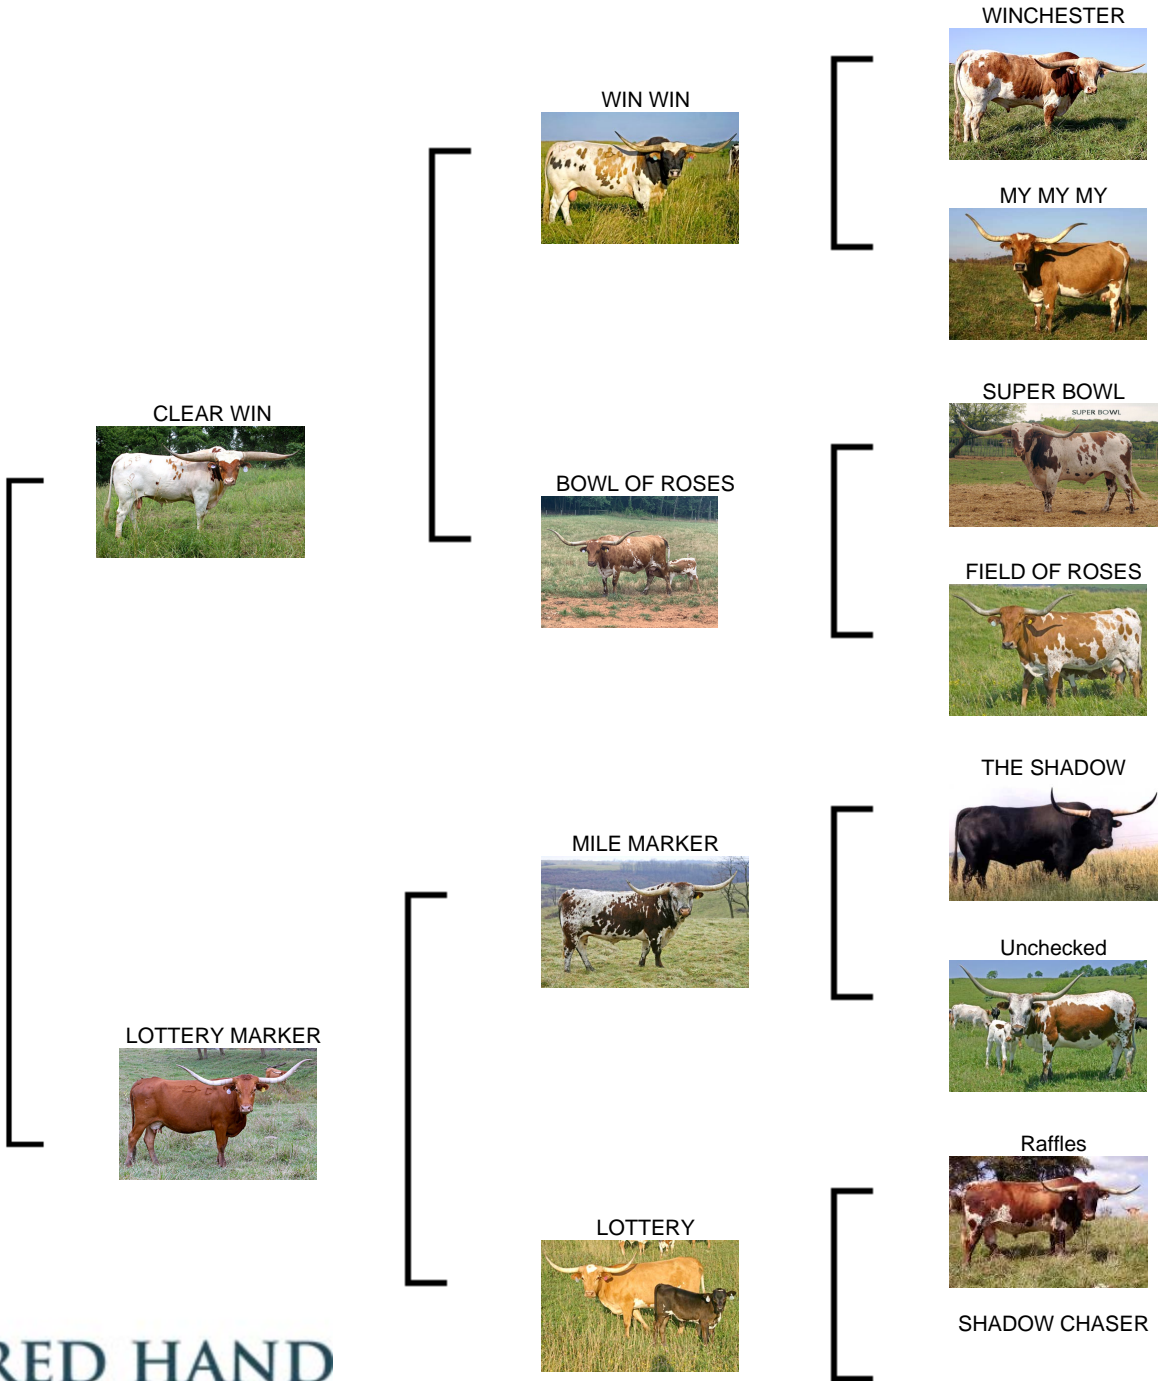 WINCHESTER
WIN WIN
MY MY MY
SUPER BOWL
SUPER BOWL
CLEAR WIN
BOWL OF ROSES
FIELD OF ROSES
THE SHADOW
MILE MARKER
Unchecked
LOTTERY MARKER
Raffles
LOTTERY
SHADOW CHASER
RED HAND